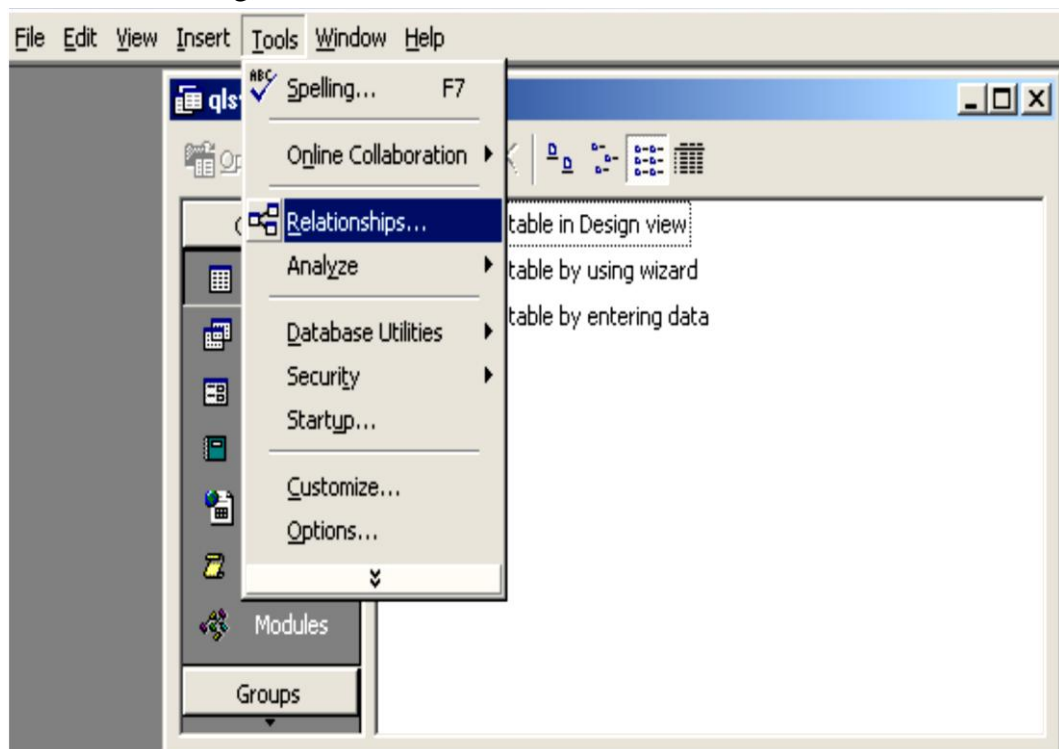 File Edit View Insert Tools Window Help
qls
Spelling... F7
Online Collaboration
Relationships...
Analyze
Database Utilities
Security
Startup...
Customize...
Options...
table in Design view
table by using wizard
table by entering data
Modules
Groups